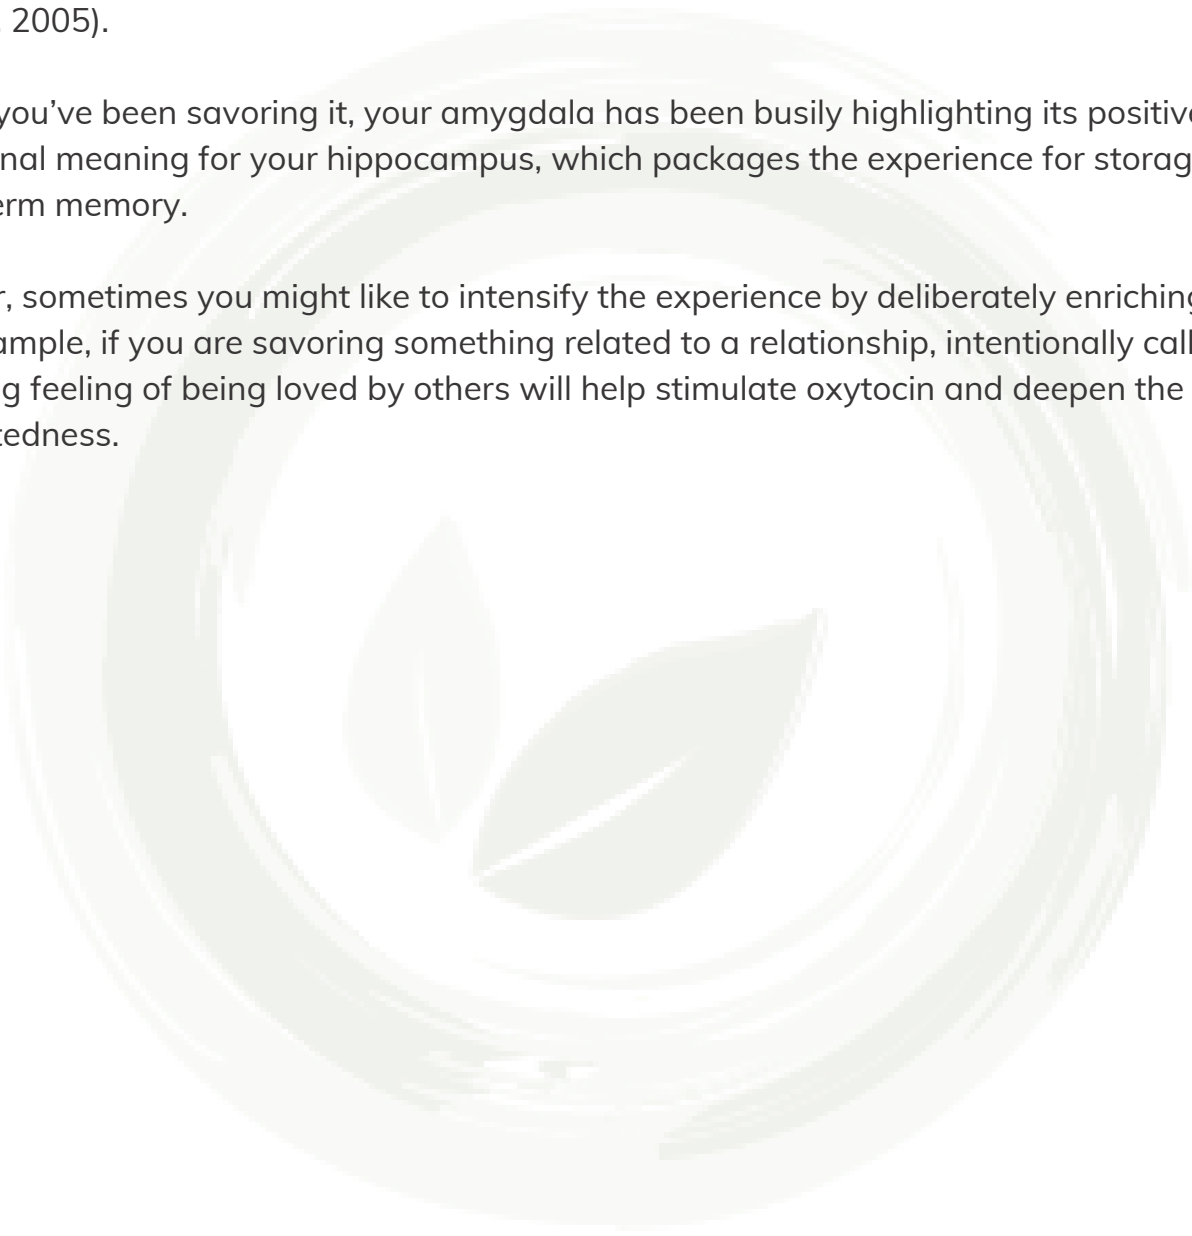 . 2005).
you’ve been savoring it, your amygdala has been busily highlighting its positive
nal meaning for your hippocampus, which packages the experience for storag
erm memory.
r, sometimes you might like to intensify the experience by deliberately enriching
ample, if you are savoring something related to a relationship, intentionally call
g feeling of being loved by others will help stimulate oxytocin and deepen the
tedness.